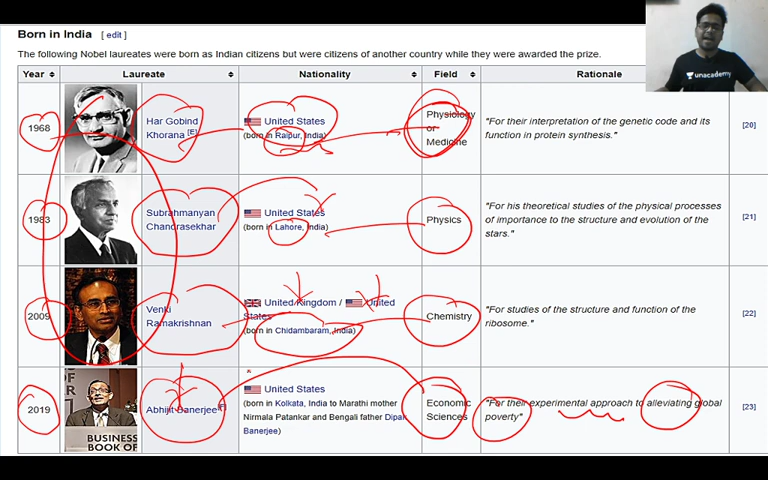 Born in India [ edit ]
The following Nobel laureates were born as Indian citizens but were citizens of another country while they were awarded the prize.
Year Laureate Nationality Field Rationale
1968
Har Gobind
Khorana [E]
United States
(born in Raipur, India)
Physiology
or
Medicine
"For their interpretation of the genetic code and its
function in protein synthesis."
[20]
1983
Subrahmanyan
Chandrasekhar
United States
(born in Lahore, India)
Physics
"For his theoretical studies of the physical processes
of importance to the structure and evolution of the
stars."
[21]
2009
Venki
Ramakrishnan
United Kingdom / United
States
(born in Chidambaram, India)
Chemistry
"For studies of the structure and function of the
ribosome."
[22]
2019
BUSINESS
BOOK OF
Abhijit Banerjee
United States
(born in Kolkata, India to Marathi mother
Nirmala Patankar and Bengali father Dipak
Banerjee)
Economic
Sciences
"For their experimental approach to alleviating global
poverty"
[23]
unacademy